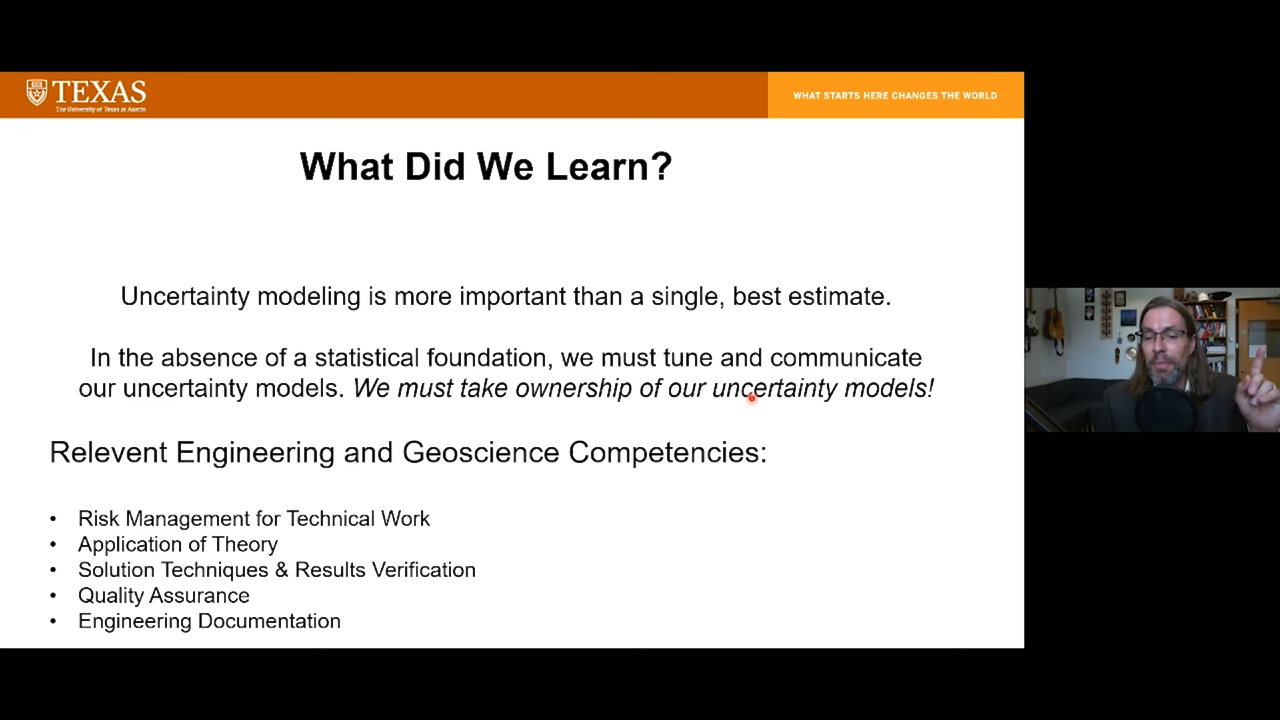 TEXAS
The University of Texas at Austin
WHAT STARTS HERE CHANGES THE WORLD
What Did We Learn?
Uncertainty modeling is more important than a single, best estimate.
In the absence of a statistical foundation, we must tune and communicate
our uncertainty models. We must take ownership of our uncertainty models!
Relevent Engineering and Geoscience Competencies:
• Risk Management for Technical Work
• Application of Theory
• Solution Techniques & Results Verification
• Quality Assurance
• Engineering Documentation